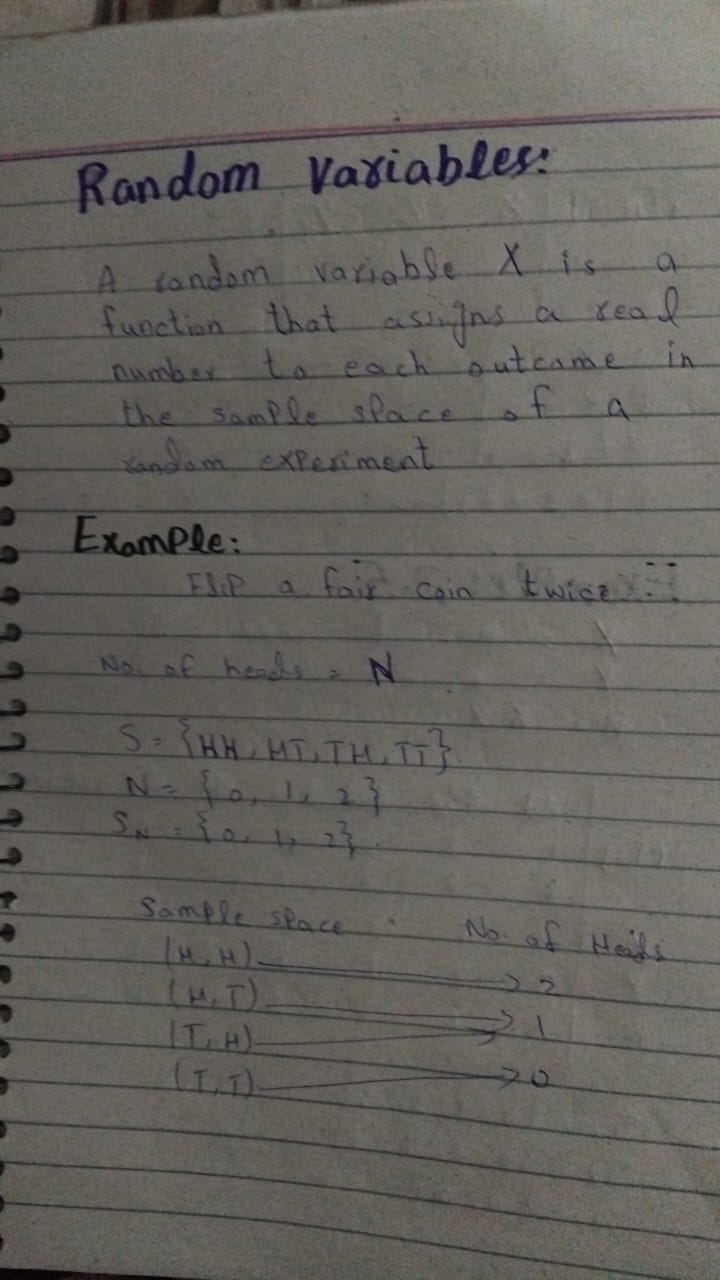 Random Variables:
A random variable X is a
function that assigns a real
number to each outcome in
the sample space of a
random experiment
Example:
Flip a fair coin twice
No. of heads = N
S = {HH, HT, TH, TT}
N = {0, 1, 2}
S_N = {0, 1, 2}
Sample space No. of Heads
(H, H) → 2
(H, T) → 1
(T, H) →
(T, T) → 0